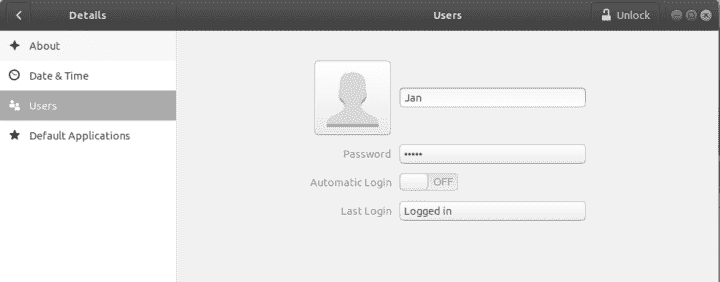 Details
Users
Unlock
About
Date & Time
Users
Default Applications
Jan
Password •••••
Automatic Login OFF
Last Login Logged in